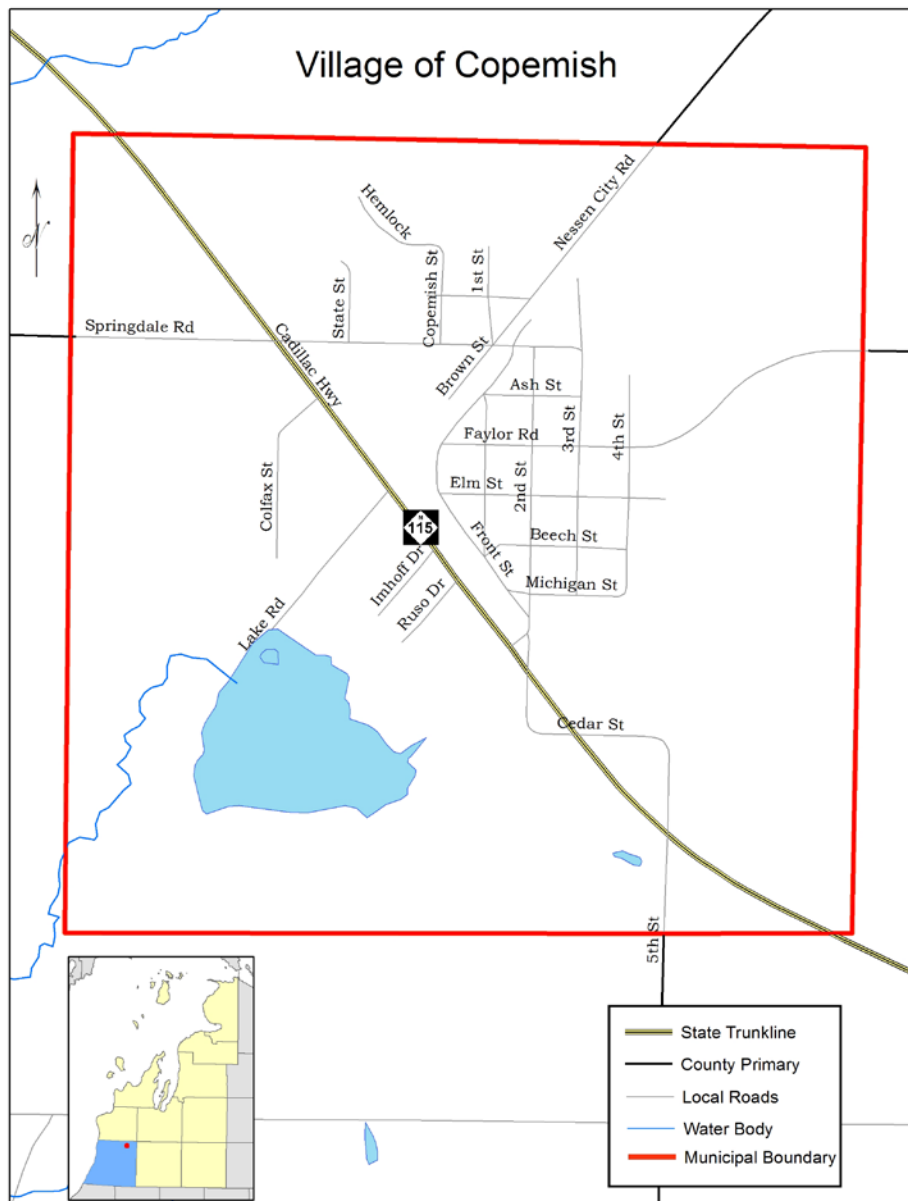 Village of Copemish
Nessen City Rd
Hemlock
N
1st St
Copemish St
State St
Springdale Rd
Cadillac Hwy
Brown St
Ash St
3rd St
4th St
Faylor Rd
Elm St
2nd St
Colfax St
M
115
Front St
Beech St
Imhoff Dr
Michigan St
Ruso Dr
Lake Rd
Cedar St
5th St
State Trunkline
County Primary
Local Roads
Water Body
Municipal Boundary